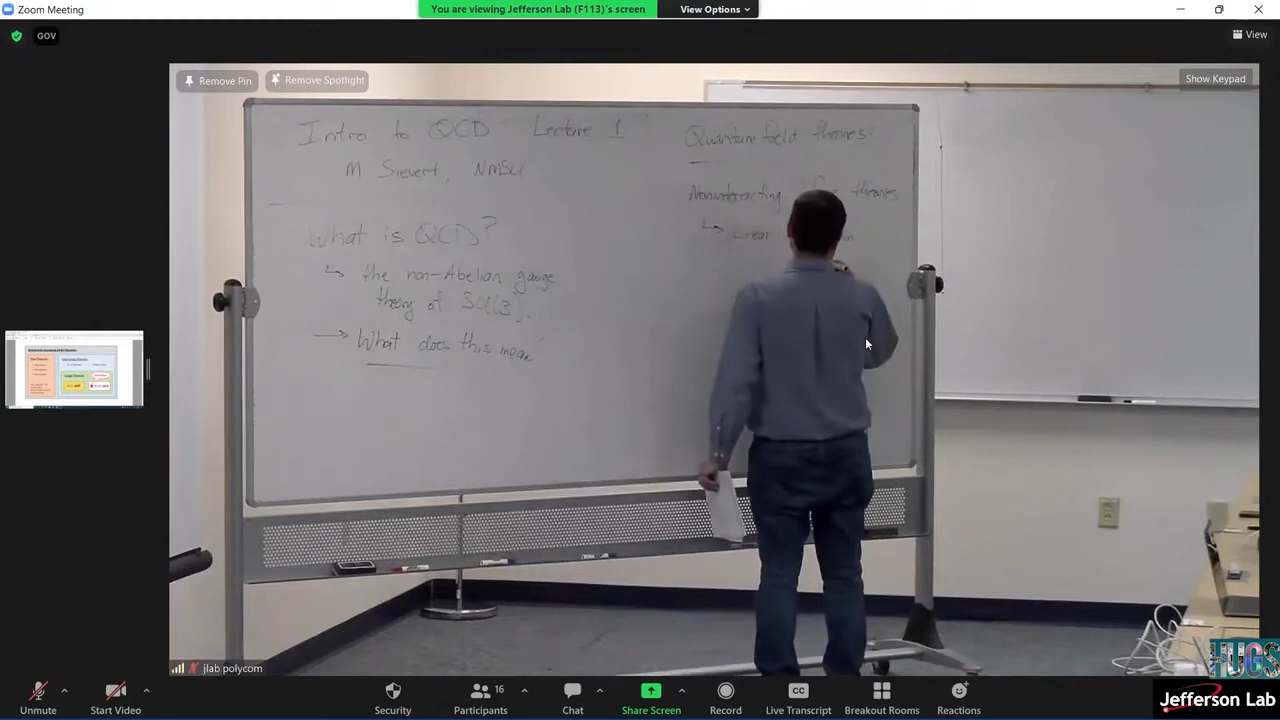 Zoom Meeting
You are viewing Jefferson Lab (F113)'s screen
View Options
GOV
View
Remove Pin
Remove Spotlight
Show Keypad
Intro to QCD Lecture 1
M Sievert, NMSU
What is QCD?
the non-Abelian gauge
theory of SU(3).
What does this mean
Quantum field theories:
Noninteracting theories
Linear
jlab polycom
Unmute
Start Video
Security
Participants 16
Chat
Share Screen
Record
CC
Live Transcript
Breakout Rooms
Reactions
HUGS
Jefferson Lab